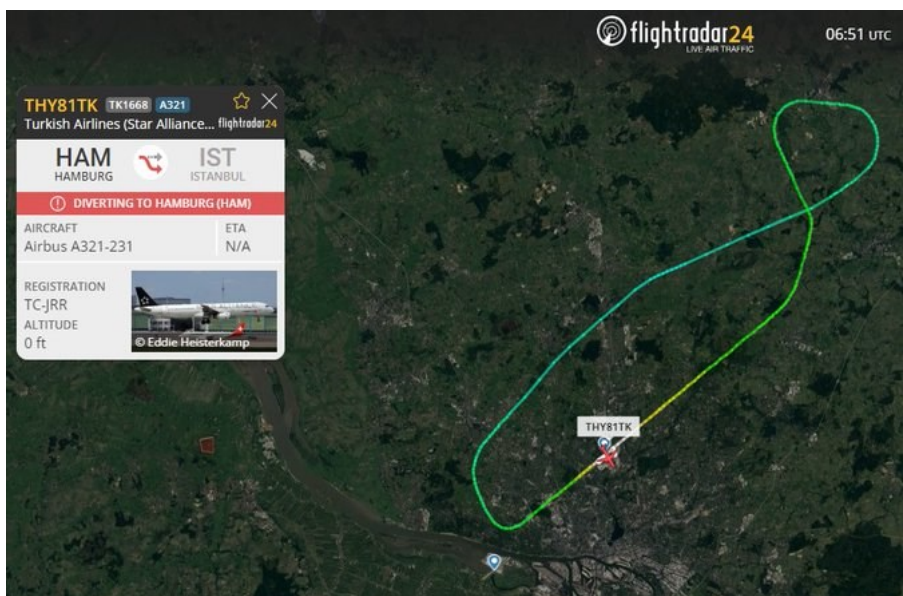 flightradar24
LIVE AIR TRAFFIC
06:51 UTC
THY81TK TK1668 A321
Turkish Airlines (Star Alliance... flightradar24
HAM
HAMBURG
IST
ISTANBUL
DIVERTING TO HAMBURG (HAM)
AIRCRAFT
Airbus A321-231
ETA
N/A
REGISTRATION
TC-JRR
ALTITUDE
0 ft
© Eddie Heisterkamp
THY81TK